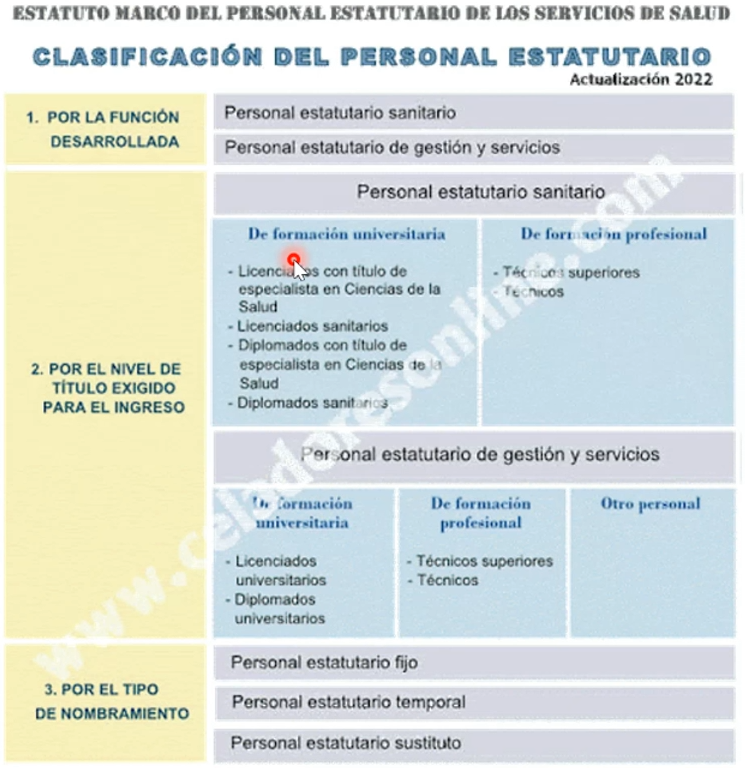 ESTATUTO MARCO DEL PERSONAL ESTATUTARIO DE LOS SERVICIOS DE SALUD
CLASIFICACIÓN DEL PERSONAL ESTATUTARIO
Actualización 2022
1. POR LA FUNCIÓN
DESARROLLADA
Personal estatutario sanitario
Personal estatutario de gestión y servicios
2. POR EL NIVEL DE
TÍTULO EXIGIDO
PARA EL INGRESO
Personal estatutario sanitario
De formación universitaria
- Licenciados con título de
especialista en Ciencias de la
Salud
- Licenciados sanitarios
- Diplomados con título de
especialista en Ciencias de la
Salud
- Diplomados sanitarios
De formación profesional
- Técnicos superiores
- Técnicos
Personal estatutario de gestión y servicios
De formación
universitaria
- Licenciados
universitarios
- Diplomados
universitarios
De formación
profesional
- Técnicos superiores
- Técnicos
Otro personal
3. POR EL TIPO
DE NOMBRAMIENTO
Personal estatutario fijo
Personal estatutario temporal
Personal estatutario sustituto
www.celadoresonline.com